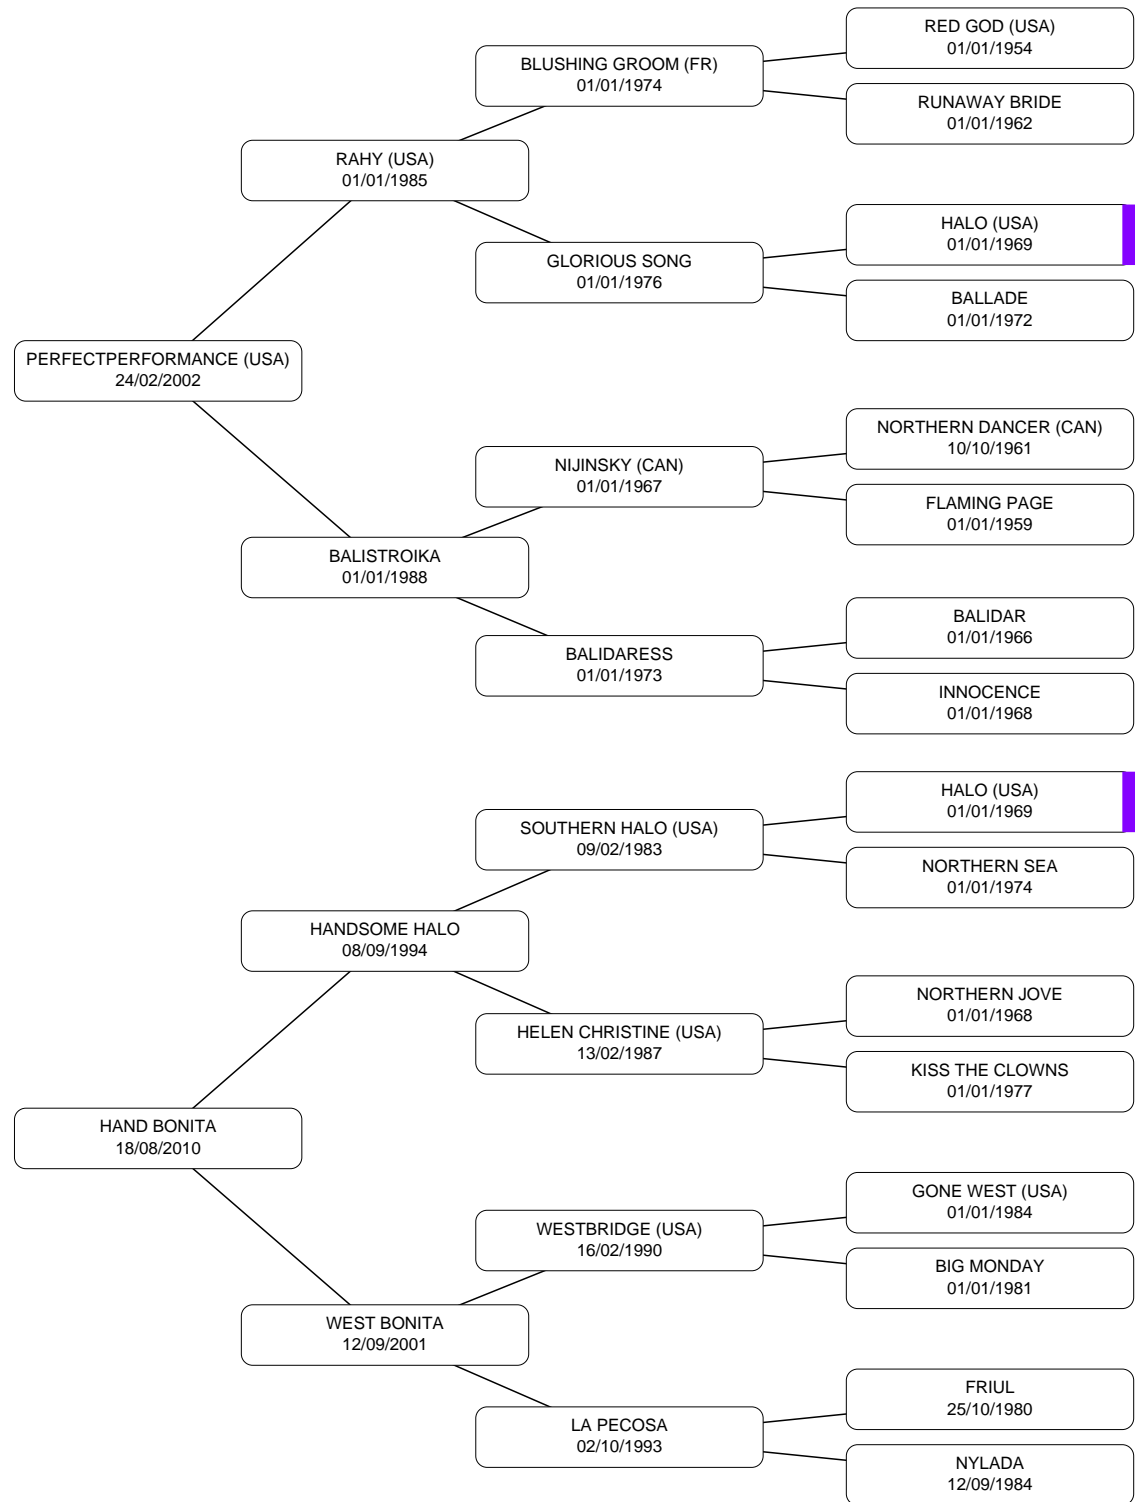 RED GOD (USA)
01/01/1954
BLUSHING GROOM (FR)
01/01/1974
RUNAWAY BRIDE
01/01/1962
RAHY (USA)
01/01/1985
HALO (USA)
01/01/1969
GLORIOUS SONG
01/01/1976
BALLADE
01/01/1972
PERFECTPERFORMANCE (USA)
24/02/2002
NORTHERN DANCER (CAN)
10/10/1961
NIJINSKY (CAN)
01/01/1967
FLAMING PAGE
01/01/1959
BALISTROIKA
01/01/1988
BALIDAR
01/01/1966
BALIDARESS
01/01/1973
INNOCENCE
01/01/1968
HALO (USA)
01/01/1969
SOUTHERN HALO (USA)
09/02/1983
NORTHERN SEA
01/01/1974
HANDSOME HALO
08/09/1994
NORTHERN JOVE
01/01/1968
HELEN CHRISTINE (USA)
13/02/1987
KISS THE CLOWNS
01/01/1977
HAND BONITA
18/08/2010
GONE WEST (USA)
01/01/1984
WESTBRIDGE (USA)
16/02/1990
BIG MONDAY
01/01/1981
WEST BONITA
12/09/2001
FRIUL
25/10/1980
LA PECOSA
02/10/1993
NYLADA
12/09/1984